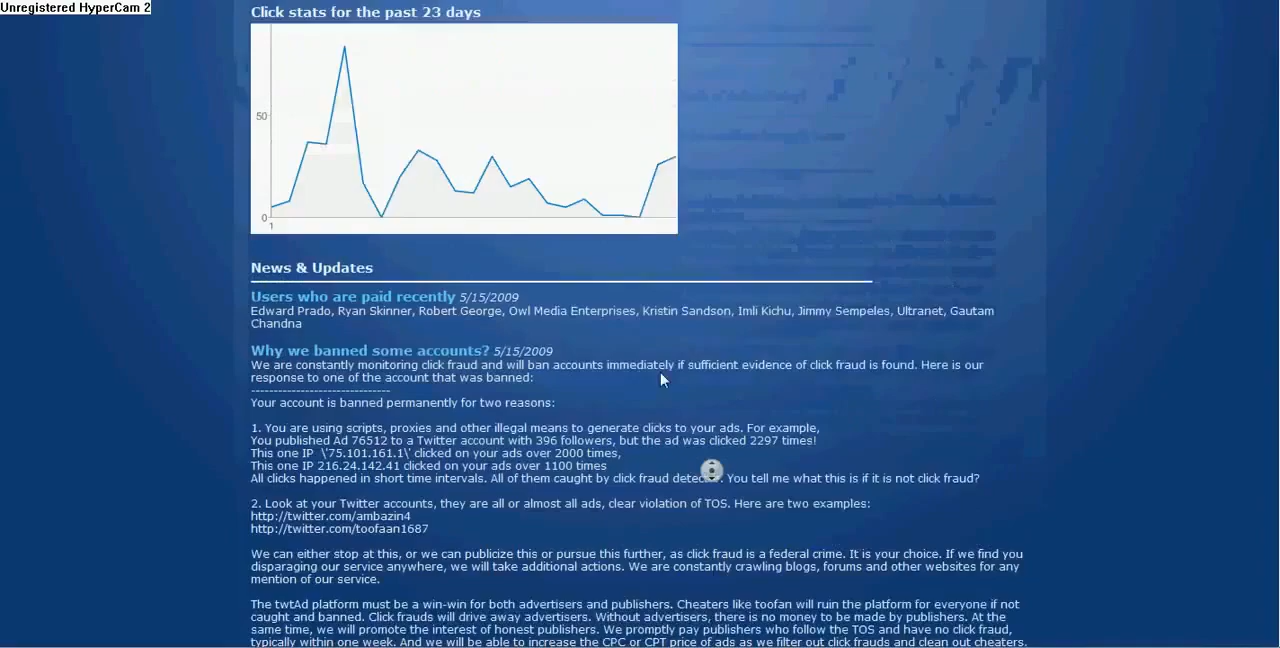 Unregistered HyperCam 2
Click stats for the past 23 days
50
0
1
News & Updates
Users who are paid recently 5/15/2009
Edward Prado, Ryan Skinner, Robert George, Owl Media Enterprises, Kristin Sandson, Imli Kichu, Jimmy Sempeles, Ultranet, Gautam
Chandna
Why we banned some accounts? 5/15/2009
We are constantly monitoring click fraud and will ban accounts immediately if sufficient evidence of click fraud is found. Here is our
response to one of the account that was banned:
-------------------------------
Your account is banned permanently for two reasons:
1. You are using scripts, proxies and other illegal means to generate clicks to your ads. For example,
You published Ad 76512 to a Twitter account with 396 followers, but the ad was clicked 2297 times!
This one IP \'75.101.161.1\' clicked on your ads over 2000 times,
This one IP 216.24.142.41 clicked on your ads over 1100 times
All clicks happened in short time intervals. All of them caught by click fraud . You tell me what this is if it is not click fraud?
2. Look at your Twitter accounts, they are all or almost all ads, clear violation of TOS. Here are two examples:
http://twitter.com/ambazin4
http://twitter.com/toofaan1687
We can either stop at this, or we can publicize this or pursue this further, as click fraud is a federal crime. It is your choice. If we find you
disparaging our service anywhere, we will take additional actions. We are constantly crawling blogs, forums and other websites for any
mention of our service.
The twtAd platform must be a win-win for both advertisers and publishers. Cheaters like toofan will ruin the platform for everyone if not
caught and banned. Click frauds will drive away advertisers. Without advertisers, there is no money to be made by publishers. At the
same time, we will promote the interest of honest publishers. We promptly pay publishers who follow the TOS and have no click fraud,
typically within one week. And we will be able to increase the CPC or CPT price of ads as we filter out click frauds and clean out cheaters.